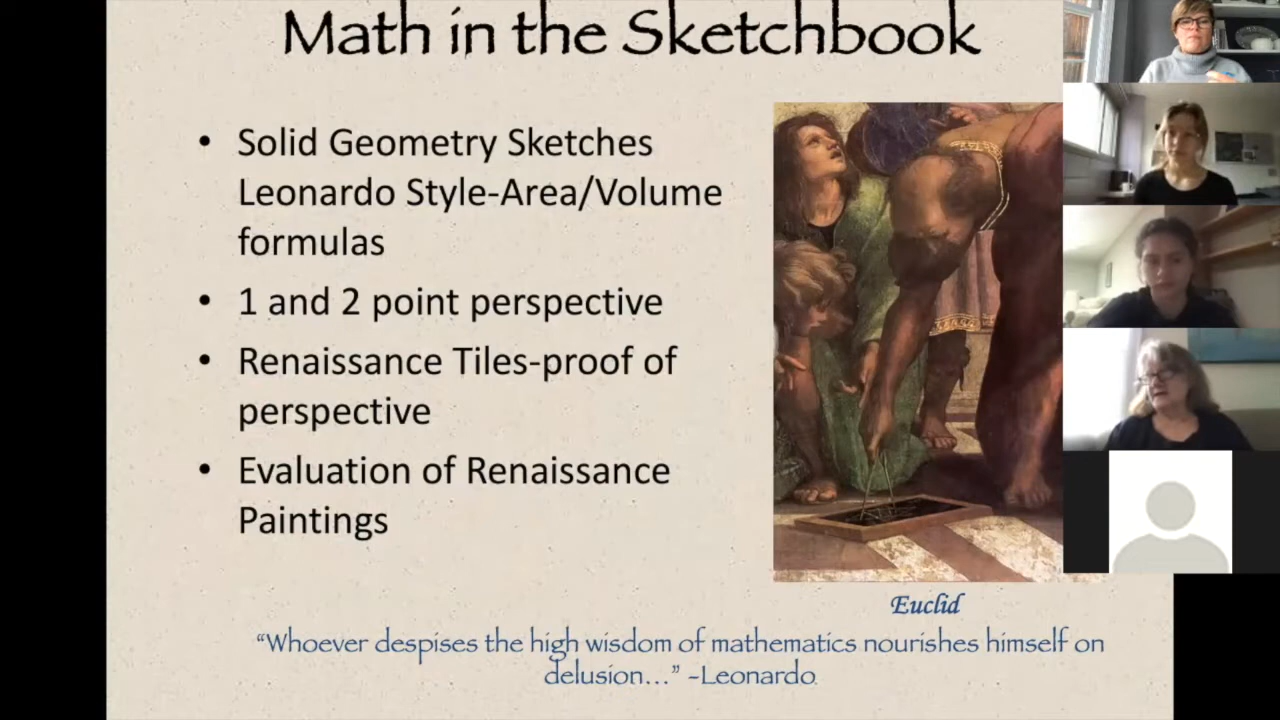 Math in the Sketchbook
• Solid Geometry Sketches
Leonardo Style-Area/Volume
formulas
• 1 and 2 point perspective
• Renaissance Tiles-proof of
perspective
• Evaluation of Renaissance
Paintings
Euclid
“Whoever despises the high wisdom of mathematics nourishes himself on
delusion…” -Leonardo